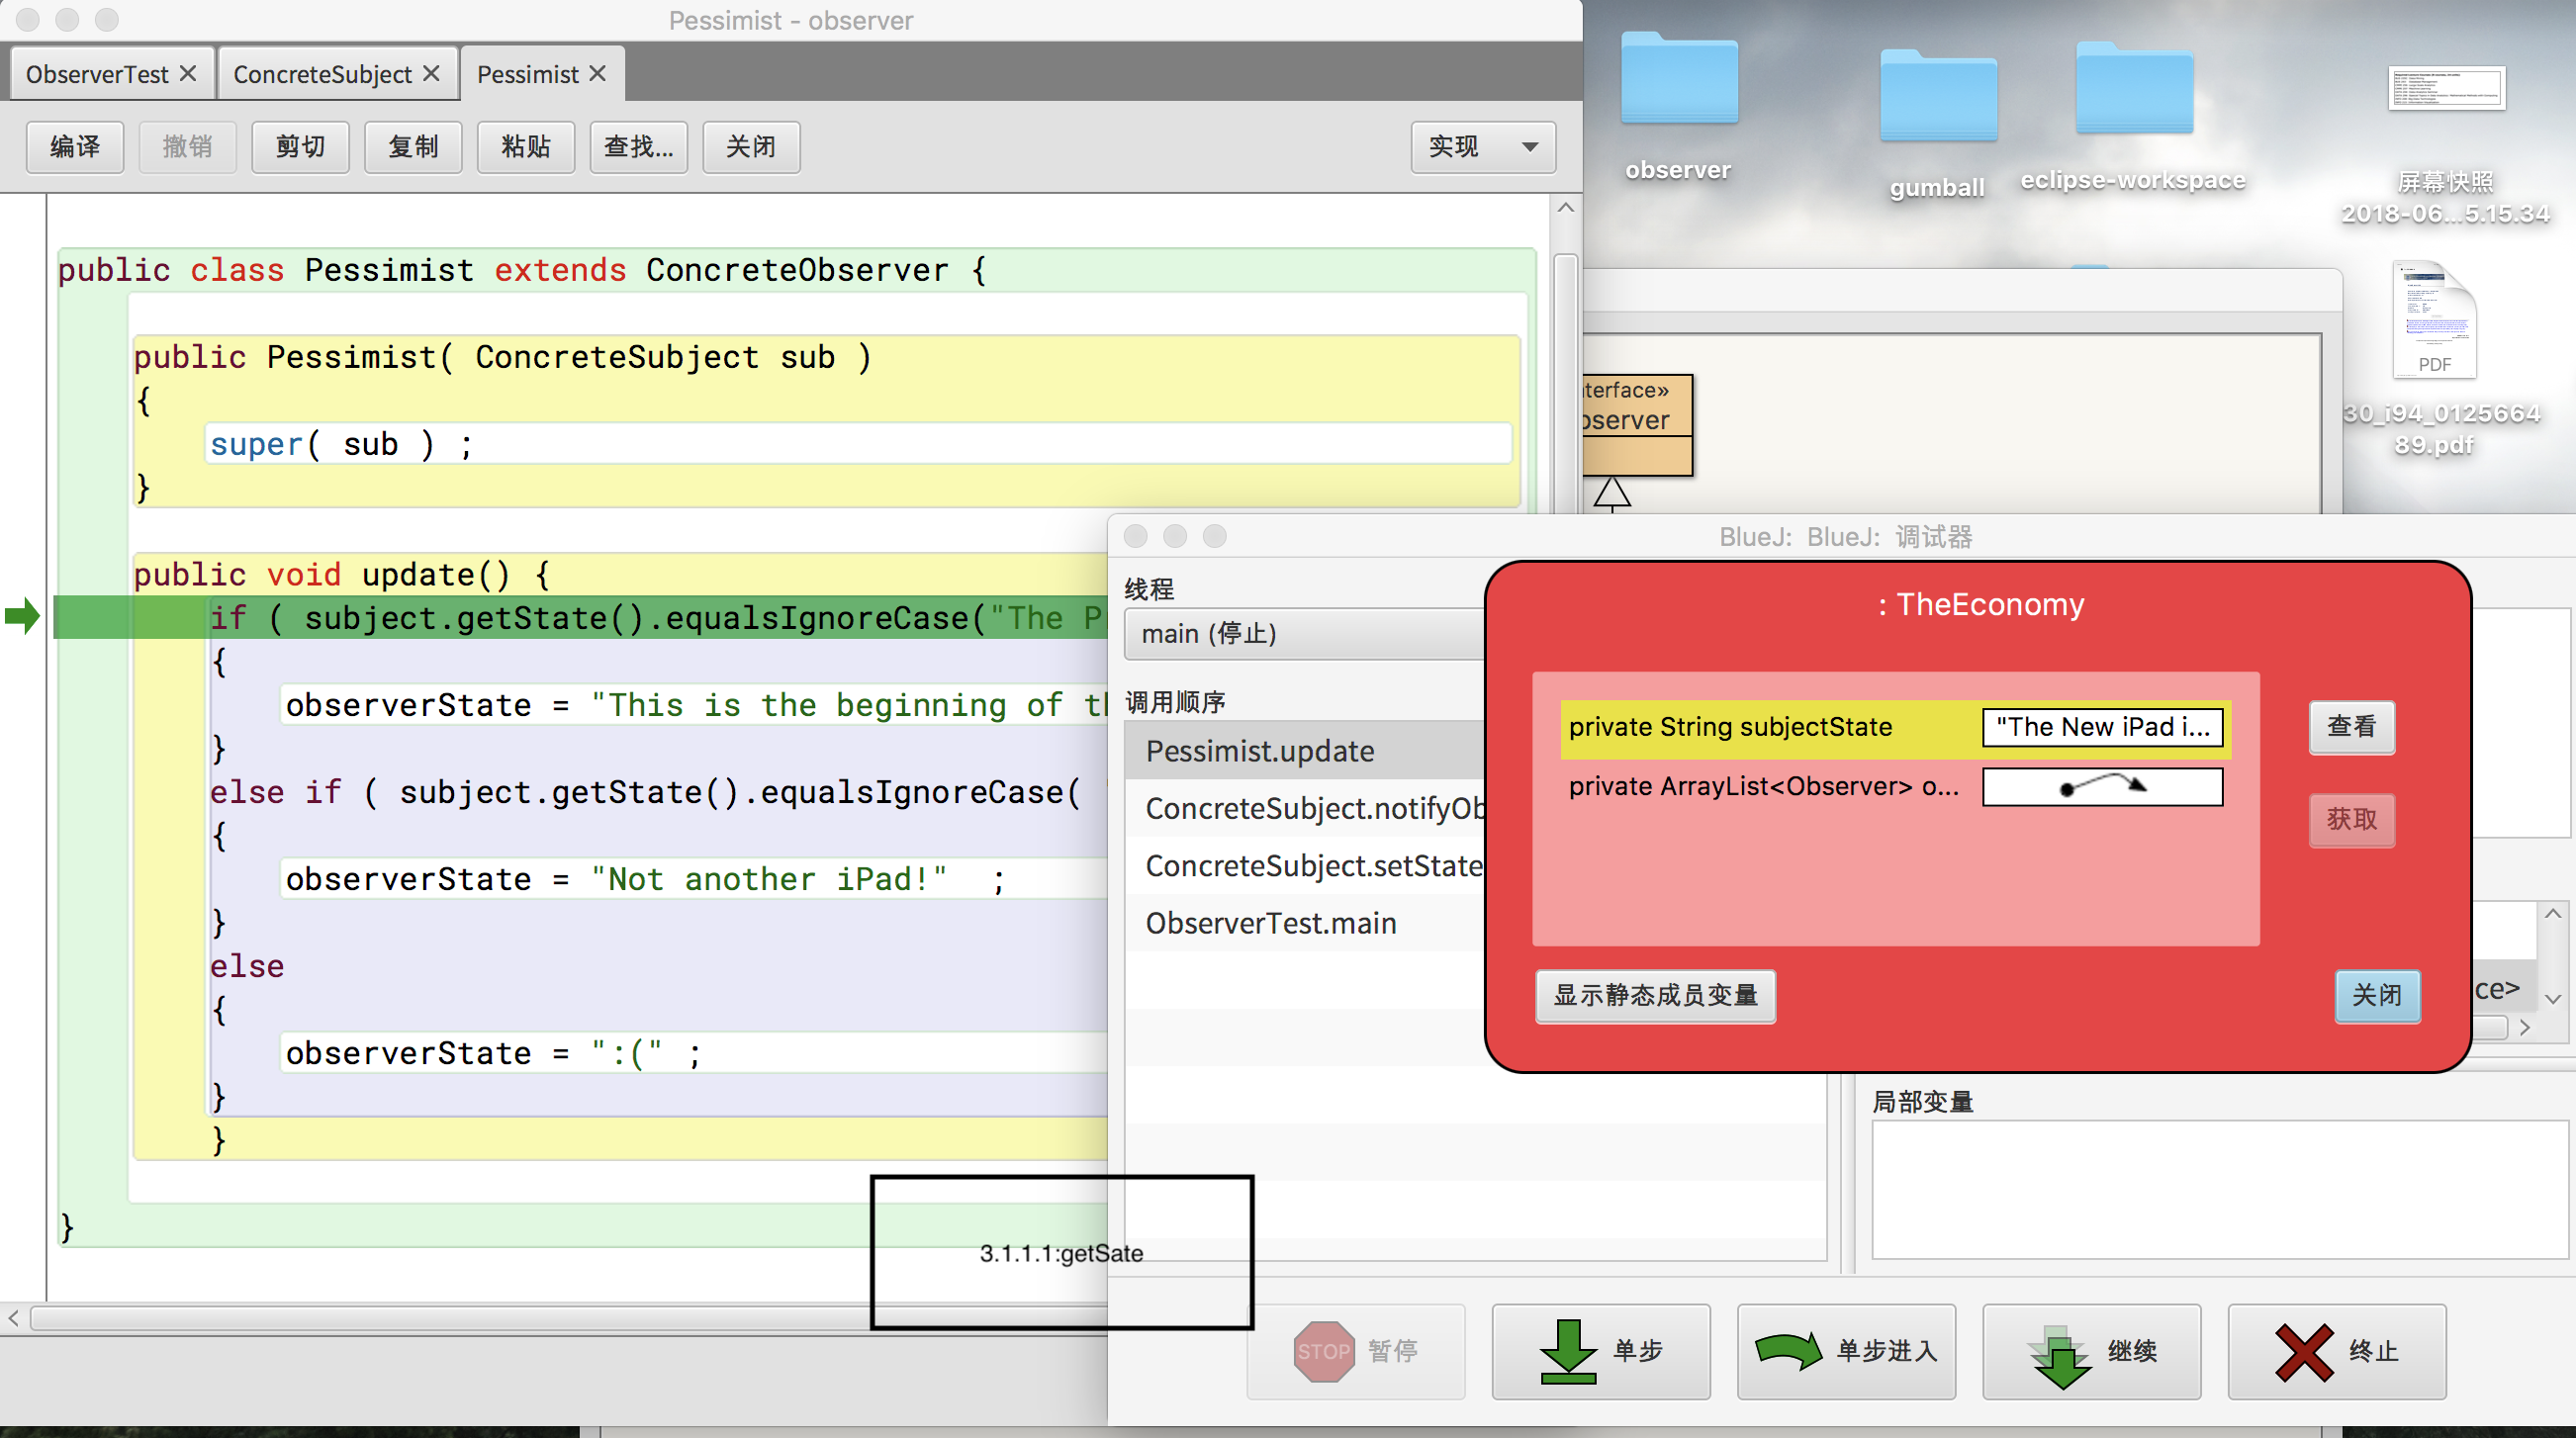 Pessimist - observer
ObserverTest
ConcreteSubject
Pessimist
编译
撤销
剪切
复制
粘贴
查找...
关闭
实现
public class Pessimist extends ConcreteObserver {
public Pessimist( ConcreteSubject sub )
{
super( sub ) ;
}
public void update() {
if ( subject.getState().equalsIgnoreCase("The P
{
observerState = "This is the beginning of
}
else if ( subject.getState().equalsIgnoreCase(
{
observerState = "Not another iPad!"  ;
}
else
{
observerState = ":(" ;
}
}
}
3.1.1.1:getSate
observer
gumball
eclipse-workspace
屏幕快照
2018-06...5.15.34
PDF
30_i94_0125664
89.pdf
terface»
bserver
BlueJ: BlueJ: 调试器
线程
main (停止)
调用顺序
Pessimist.update
ConcreteSubject.notifyOb
ConcreteSubject.setState
ObserverTest.main
: TheEconomy
private String subjectState
"The New iPad i...
private ArrayList<Observer> o...
查看
获取
显示静态成员变量
关闭
ce>
局部变量
STOP 暂停
单步
单步进入
继续
终止